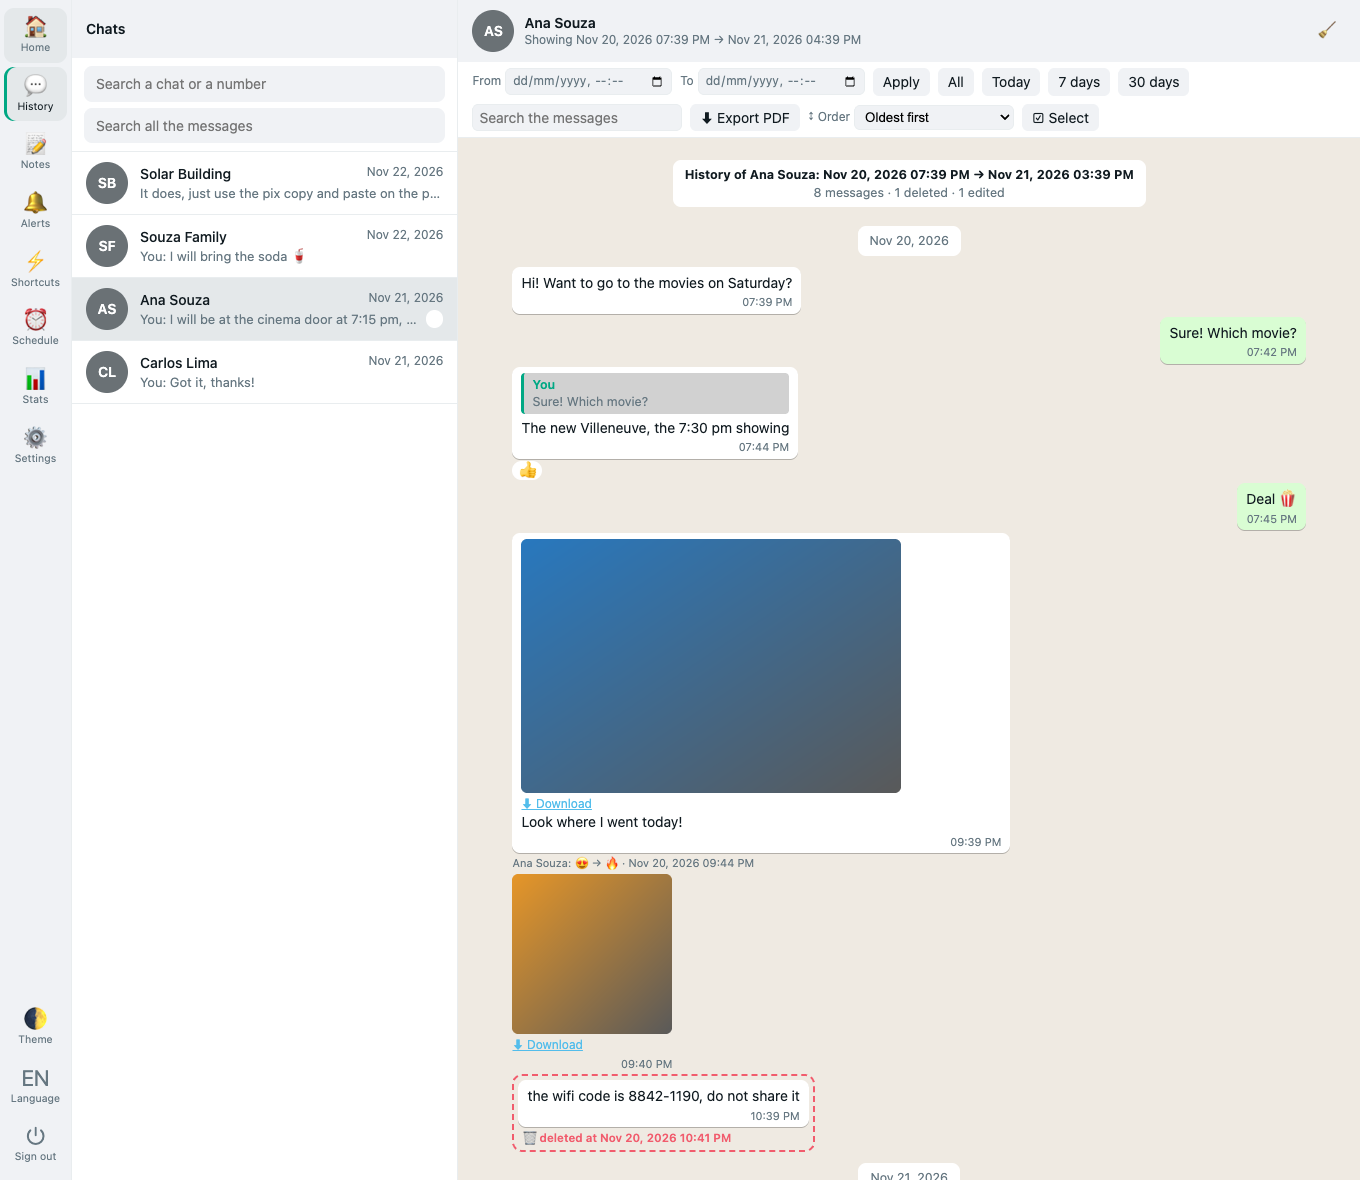 Home
History
Notes
Alerts
Shortcuts
Schedule
Stats
Settings
Theme
EN
Language
Sign out
Chats
Search a chat or a number
Search all the messages
SB
Solar Building
Nov 22, 2026
It does, just use the pix copy and paste on the p...
SF
Souza Family
Nov 22, 2026
You: I will bring the soda 🥤
AS
Ana Souza
Nov 21, 2026
You: I will be at the cinema door at 7:15 pm, ...
CL
Carlos Lima
Nov 21, 2026
You: Got it, thanks!
AS
Ana Souza
Showing Nov 20, 2026 07:39 PM → Nov 21, 2026 04:39 PM
From dd/mm/yyyy, --:-- To dd/mm/yyyy, --:-- Apply All Today 7 days 30 days
Search the messages ⬇ Export PDF ↕ Order Oldest first ☑ Select
History of Ana Souza: Nov 20, 2026 07:39 PM → Nov 21, 2026 03:39 PM
8 messages · 1 deleted · 1 edited
Nov 20, 2026
Hi! Want to go to the movies on Saturday?
07:39 PM
Sure! Which movie?
07:42 PM
You
Sure! Which movie?
The new Villeneuve, the 7:30 pm showing
07:44 PM
👍
Deal 🍿
07:45 PM
⬇ Download
Look where I went today!
09:39 PM
Ana Souza: 😍 → 🔥 · Nov 20, 2026 09:44 PM
⬇ Download
09:40 PM
the wifi code is 8842-1190, do not share it
10:39 PM
🗑 deleted at Nov 20, 2026 10:41 PM
Nov 21, 2026